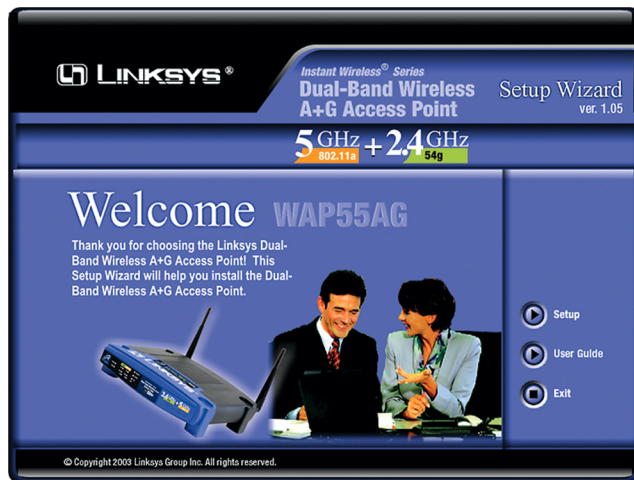 LINKSYS®
Instant Wireless® Series
Dual-Band Wireless
A+G Access Point
Setup Wizard
ver. 1.05
5 GHz + 2.4 GHz
802.11a 54g
Welcome WAP55AG
Thank you for choosing the Linksys Dual-
Band Wireless A+G Access Point! This
Setup Wizard will help you install the Dual-
Band Wireless A+G Access Point.
LINKSYS
Setup
User Guide
Exit
© Copyright 2003 Linksys Group Inc. All rights reserved.